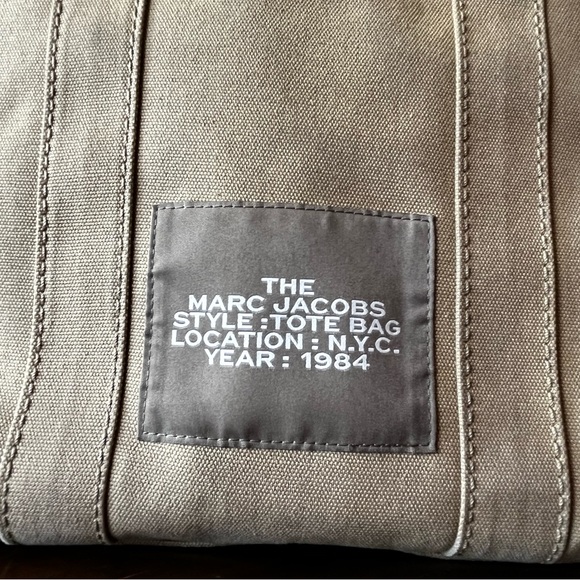 THE
MARC JACOBS
STYLE : TOTE BAG
LOCATION : N.Y.C.
YEAR : 1984